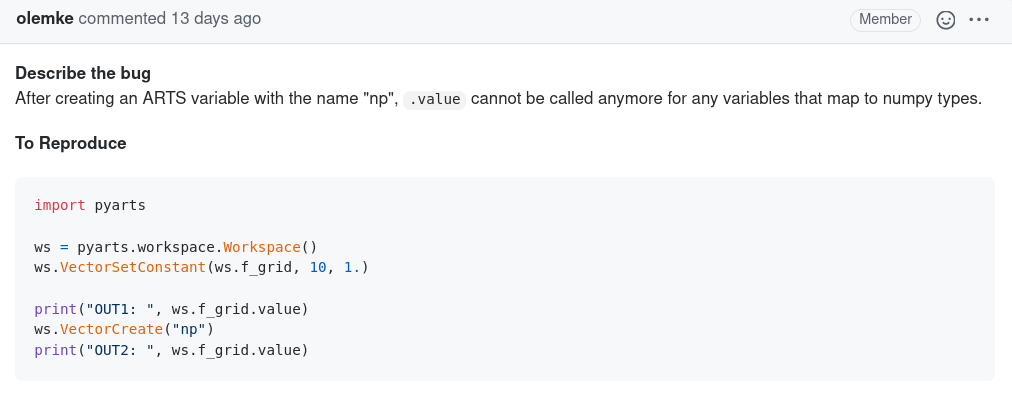 olemke commented 13 days ago Member
Describe the bug
After creating an ARTS variable with the name "np", .value cannot be called anymore for any variables that map to numpy types.
To Reproduce
import pyarts
ws = pyarts.workspace.Workspace()
ws.VectorSetConstant(ws.f_grid, 10, 1.)
print("OUT1: ", ws.f_grid.value)
ws.VectorCreate("np")
print("OUT2: ", ws.f_grid.value)